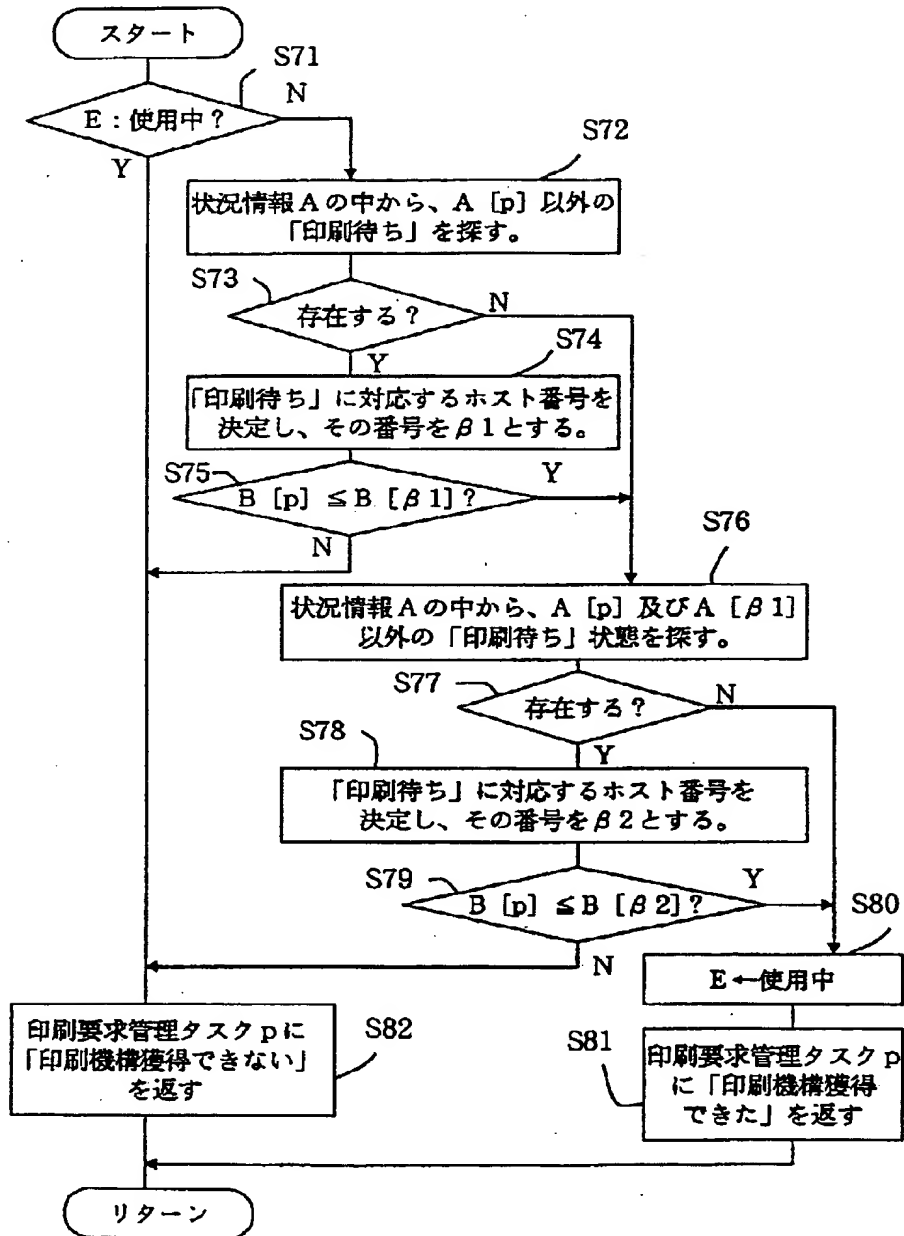 スタート
S71
E：使用中？
N
Y
S72
状況情報Aの中から、A［p］以外の
「印刷待ち」を探す。
S73
存在する？
N
Y
S74
「印刷待ち」に対応するホスト番号を
決定し、その番号をβ1とする。
S75
B［p］≦B［β1］？
Y
N
S76
状況情報Aの中から、A［p］及びA［β1］
以外の「印刷待ち」状態を探す。
S77
存在する？
N
Y
S78
「印刷待ち」に対応するホスト番号を
決定し、その番号をβ2とする。
S79
B［p］≦B［β2］？
Y
N
S80
E←使用中
S81
印刷要求管理タスクp
に「印刷機構獲得
できた」を返す
S82
印刷要求管理タスクpに
「印刷機構獲得できない」
を返す
リターン